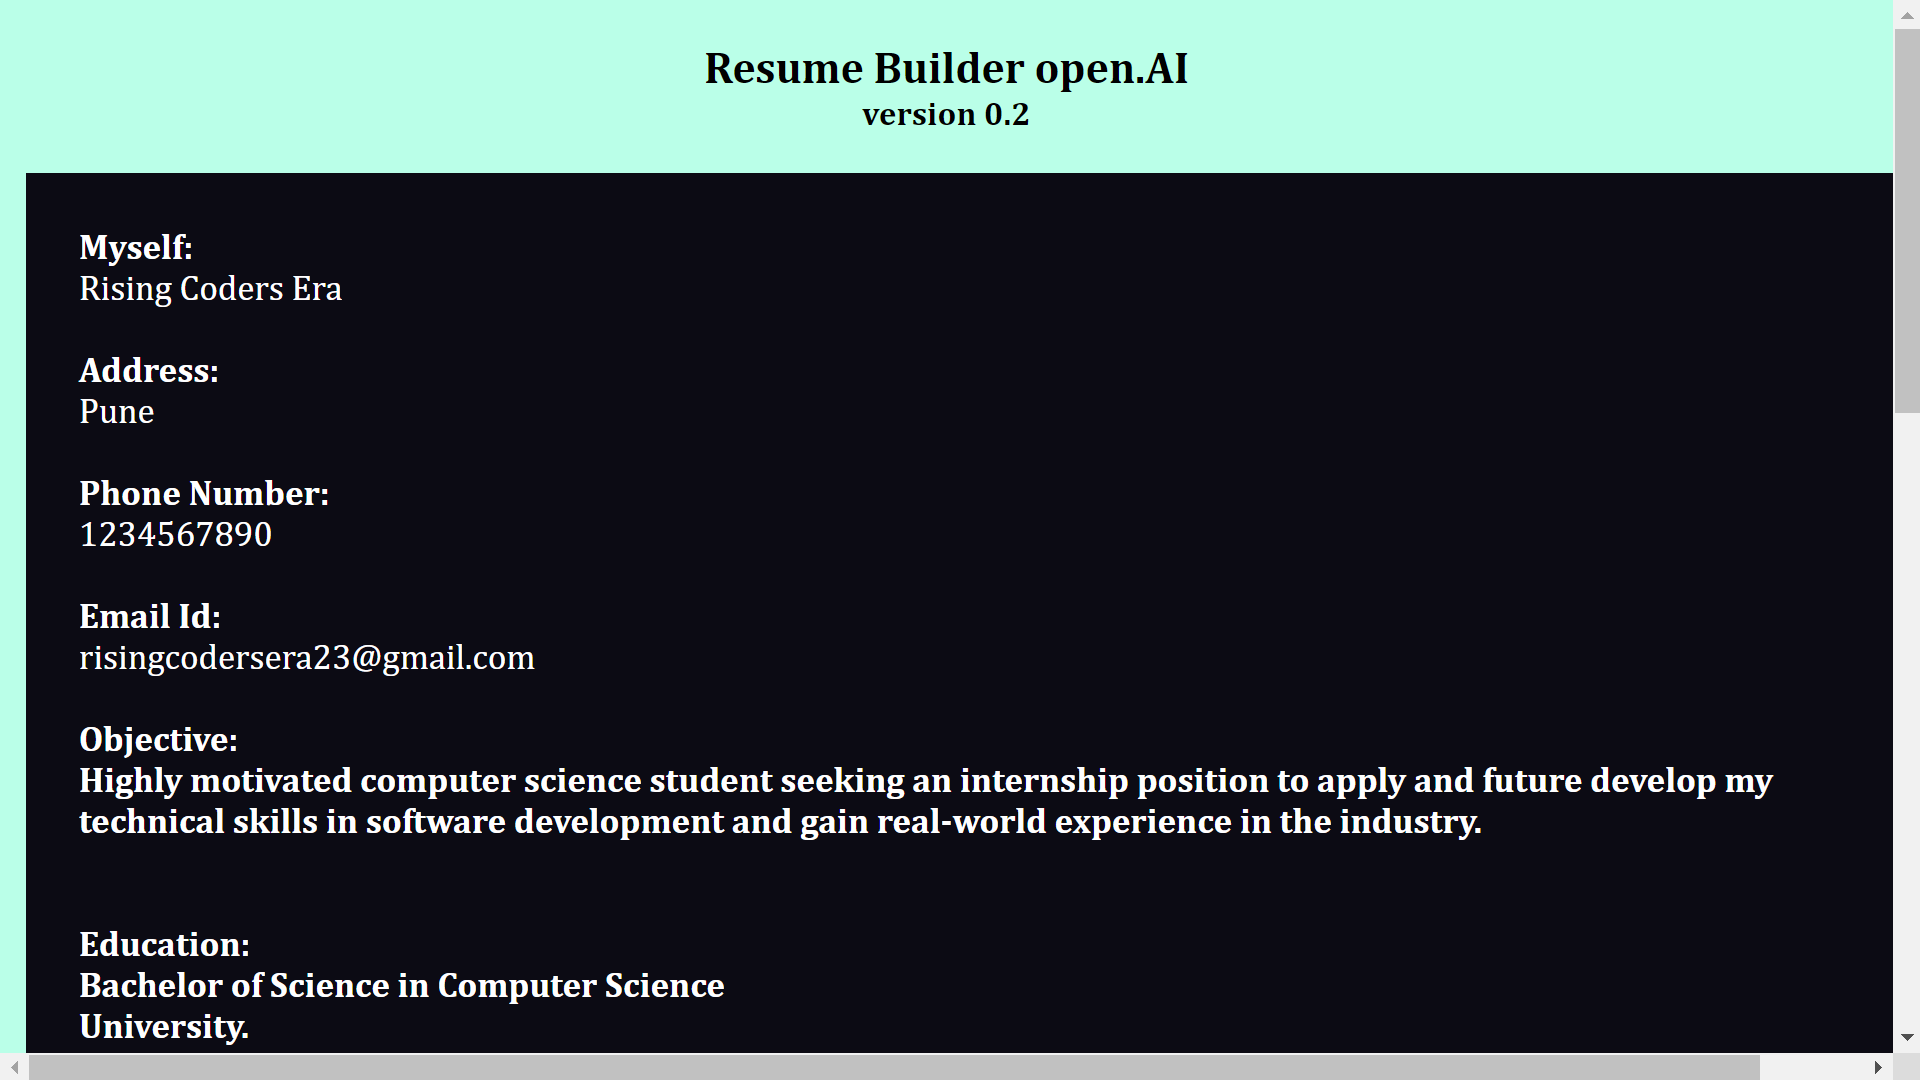 Resume Builder open.AI
version 0.2
Myself:
Rising Coders Era
Address:
Pune
Phone Number:
1234567890
Email Id:
risingcodersera23@gmail.com
Objective:
Highly motivated computer science student seeking an internship position to apply and future develop my
technical skills in software development and gain real-world experience in the industry.
Education:
Bachelor of Science in Computer Science
University.